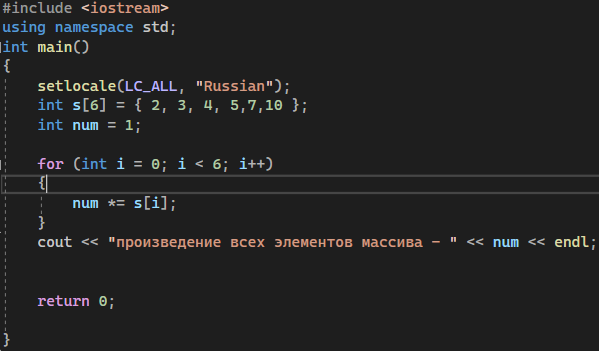 #include <iostream>
using namespace std;
int main()
{
setlocale(LC_ALL, "Russian");
int s[6] = { 2, 3, 4, 5,7,10 };
int num = 1;
for (int i = 0; i < 6; i++)
{
num *= s[i];
}
cout << "произведение всех элементов массива - " << num << endl;
return 0;
}